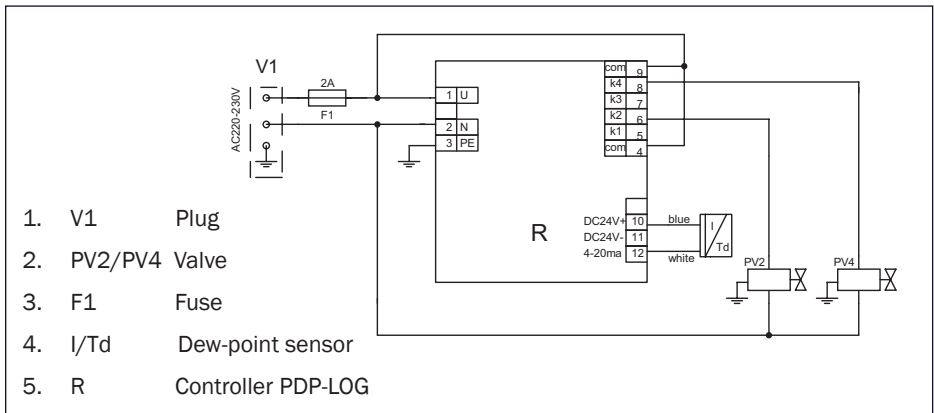 V1
2A
F1
AC220-230V
1 U
2 N
3 PE
com 9
k4 8
k3 7
k2 6
k1 5
com 4
R
DC24V+ 10 blue
DC24V- 11
4-20ma 12 white
I/Td
PV2
PV4
1. V1 Plug
2. PV2/PV4 Valve
3. F1 Fuse
4. I/Td Dew-point sensor
5. R Controller PDP-LOG